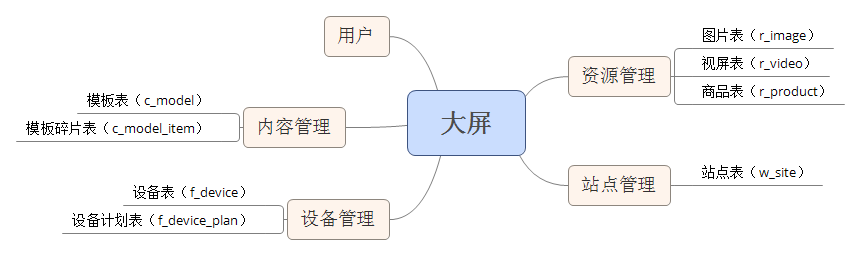 用户
大屏
资源管理
图片表（r_image）
视屏表（r_video）
商品表（r_product）
站点管理
站点表（w_site）
内容管理
模板表（c_model）
模板碎片表（c_model_item）
设备管理
设备表（f_device）
设备计划表（f_device_plan）